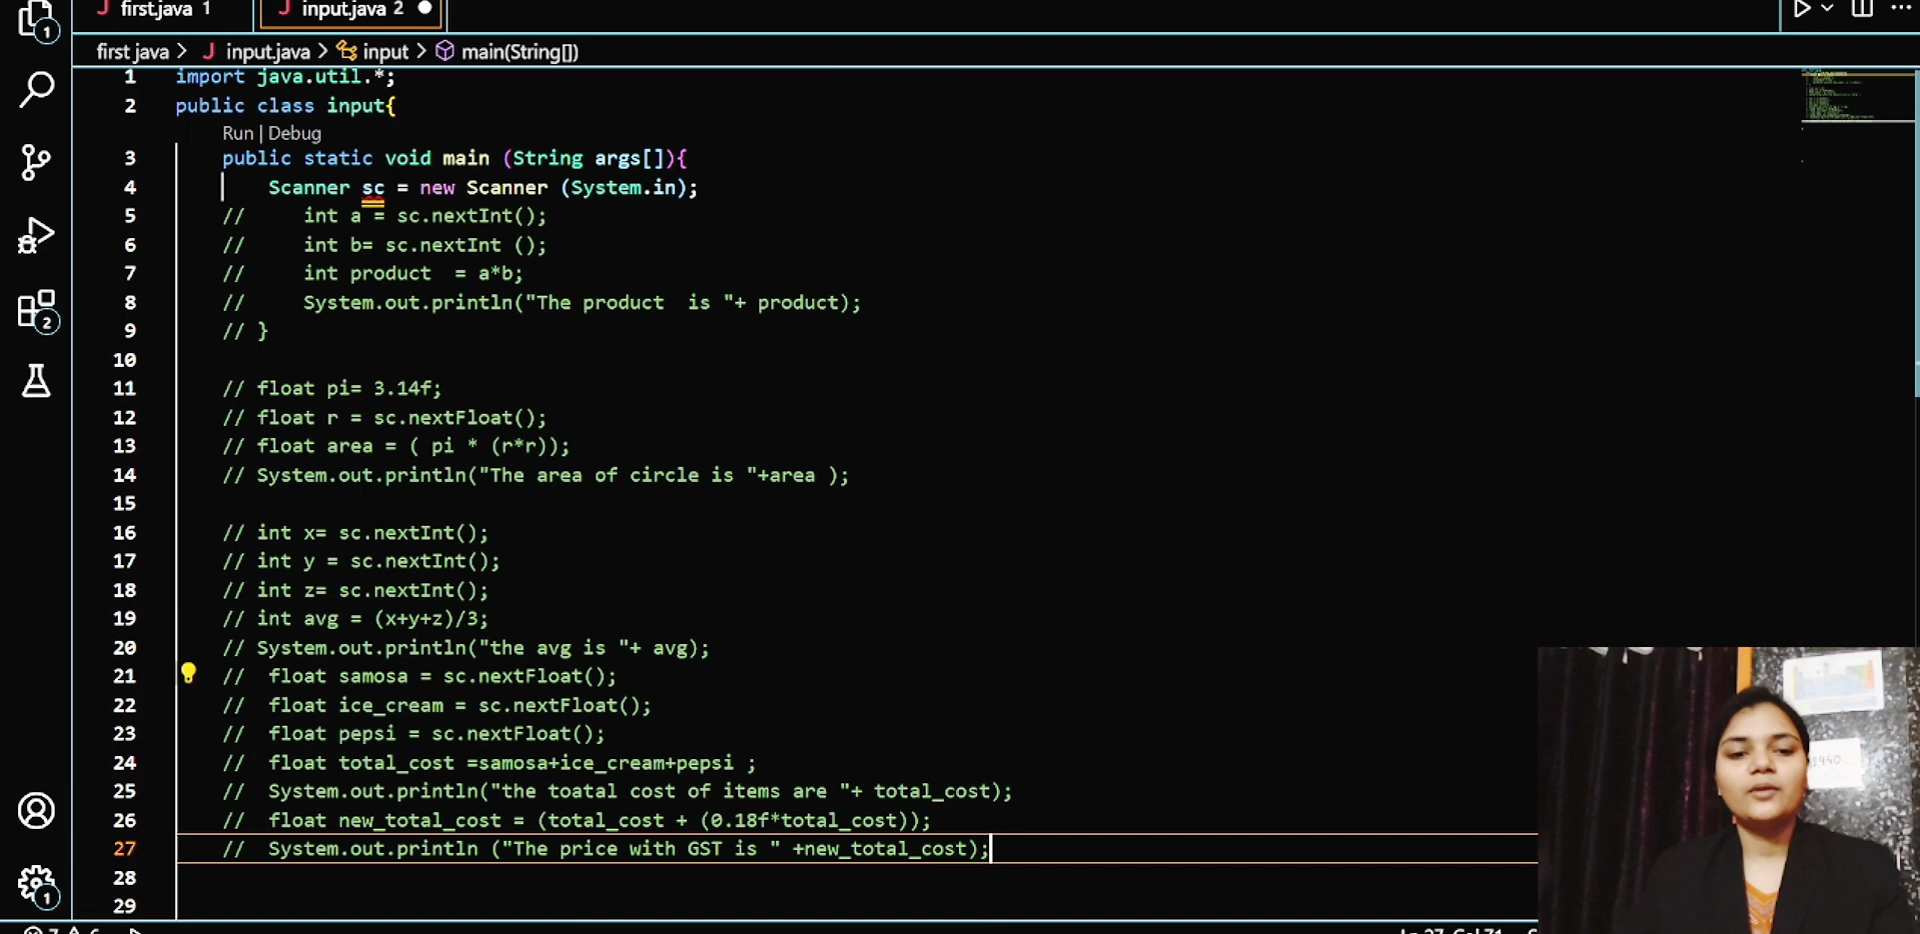 first.java 1 input.java 2
first java > input.java > input > main(String[])
1 import java.util.*;
2 public class input{
Run | Debug
3 public static void main (String args[]){
4 Scanner sc = new Scanner (System.in);
5 // int a = sc.nextInt();
6 // int b= sc.nextInt ();
7 // int product = a*b;
8 // System.out.println("The product is "+ product);
9 // }
10
11 // float pi= 3.14f;
12 // float r = sc.nextFloat();
13 // float area = ( pi * (r*r));
14 // System.out.println("The area of circle is "+area );
15
16 // int x= sc.nextInt();
17 // int y = sc.nextInt();
18 // int z= sc.nextInt();
19 // int avg = (x+y+z)/3;
20 // System.out.println("the avg is "+ avg);
21 // float samosa = sc.nextFloat();
22 // float ice_cream = sc.nextFloat();
23 // float pepsi = sc.nextFloat();
24 // float total_cost =samosa+ice_cream+pepsi ;
25 // System.out.println("the toatal cost of items are "+ total_cost);
26 // float new_total_cost = (total_cost + (0.18f*total_cost));
27 // System.out.println ("The price with GST is " +new_total_cost);
28
29
1
2
1
1440